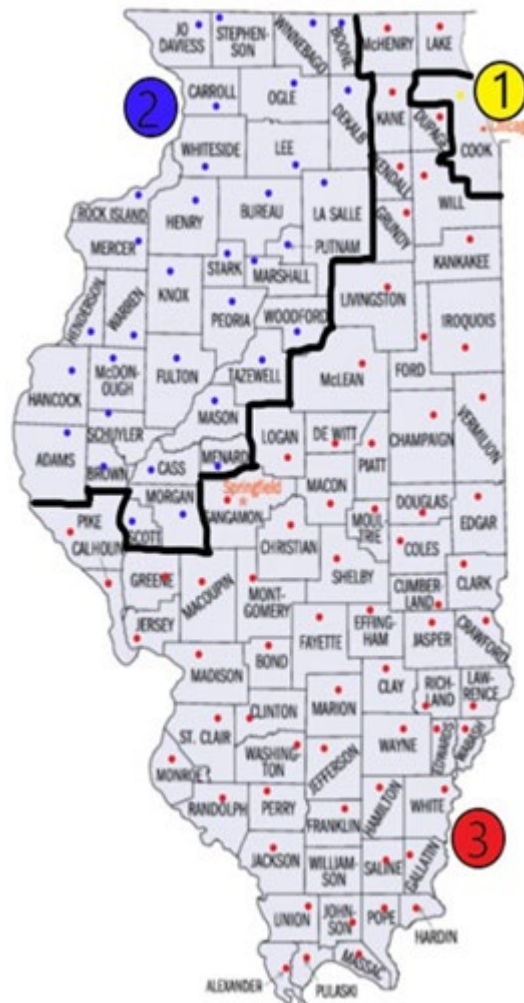 JO
DAVIESS
STEPHEN-
SON
WINNEBAGO
BOONE
McHENRY
LAKE
1
2
CARROLL
OGLE
DEKALB
KANE
DUPAGE
COOK
WHITESIDE
LEE
KENDALL
WILL
ROCK ISLAND
HENRY
BUREAU
LA SALLE
GRUNDY
MERCER
PUTNAM
KANKAKEE
STARK
MARSHALL
KNOX
HENDERSON
WARREN
PEORIA
LIVINGSTON
WOODFORD
IROQUOIS
McDON-
OUGH
FULTON
TAZEWELL
McLEAN
FORD
HANCOCK
MASON
SCHUYLER
LOGAN
DE WITT
CHAMPAIGN
VERMILION
ADAMS
BROWN
CASS
MENARD
PIATT
MORGAN
Springfield
MACON
SANGAMON
DOUGLAS
EDGAR
PIKE
SCOTT
MOUL-
TRIE
CHRISTIAN
COLES
CALHOUN
GREENE
MACOUPIN
MONT-
GOMERY
SHELBY
CUMBER-
LAND
CLARK
JERSEY
FAYETTE
EFFING-
HAM
JASPER
CRAWFORD
MADISON
BOND
CLAY
RICH-
LAND
LAW-
RENCE
CLINTON
MARION
ST. CLAIR
WAYNE
EDWARDS
WABASH
WASHING-
TON
JEFFERSON
MONROE
RANDOLPH
PERRY
HAMILTON
WHITE
FRANKLIN
3
JACKSON
WILLIAM-
SON
SALINE
GALLATIN
UNION
JOHN-
SON
POPE
HARDIN
MASSAC
ALEXANDER
PULASKI